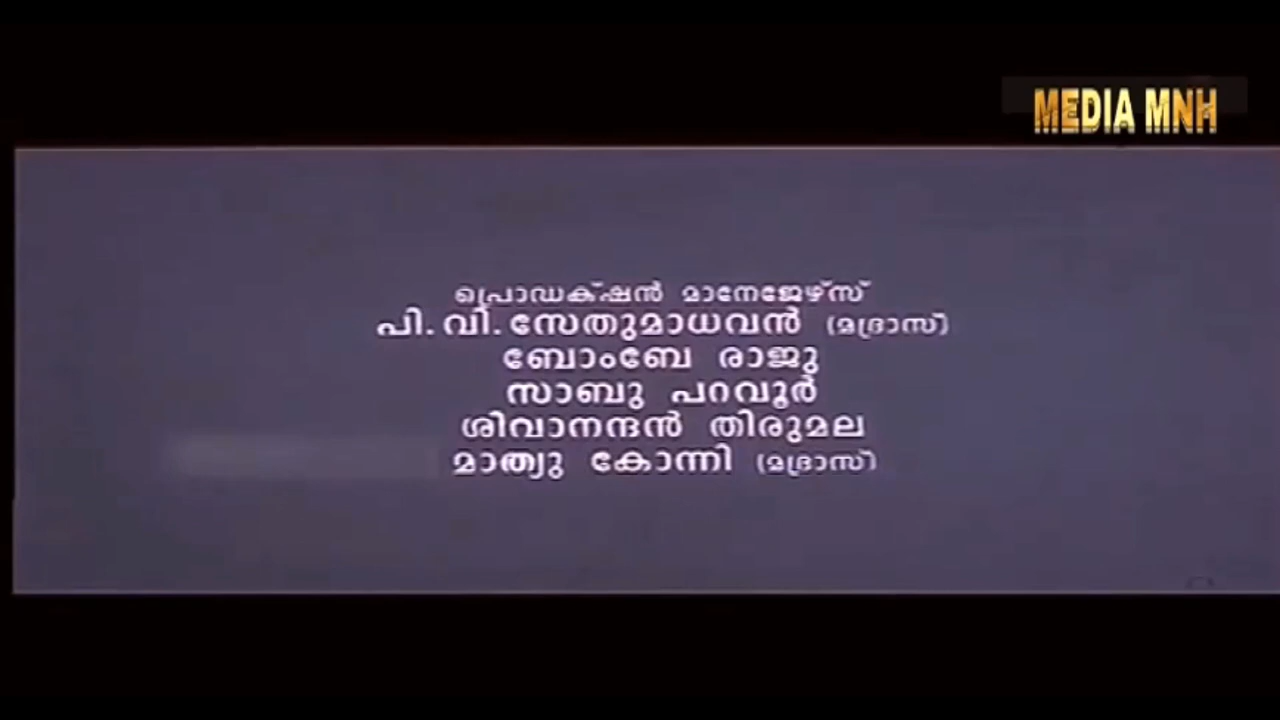 MEDIA MNH
പ്രൊഡക്ഷൻ മാനേജേഴ്സ്
പി. വി. സേതുമാധവൻ (മദ്രാസ്)
ബോംബേ രാജു
സാബു പറവൂർ
ശിവാനന്ദൻ തിരുമല
മാത്യു കോന്നി (മദ്രാസ്)